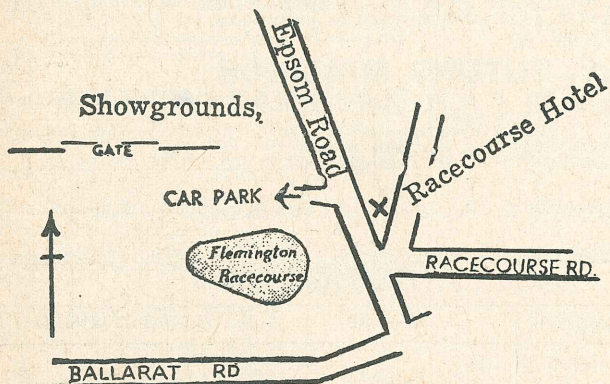 Epsom Road
Showgrounds,
GATE
Racecourse Hotel
CAR PARK
Flemington
Racecourse
RACECOURSE RD.
BALLARAT RD